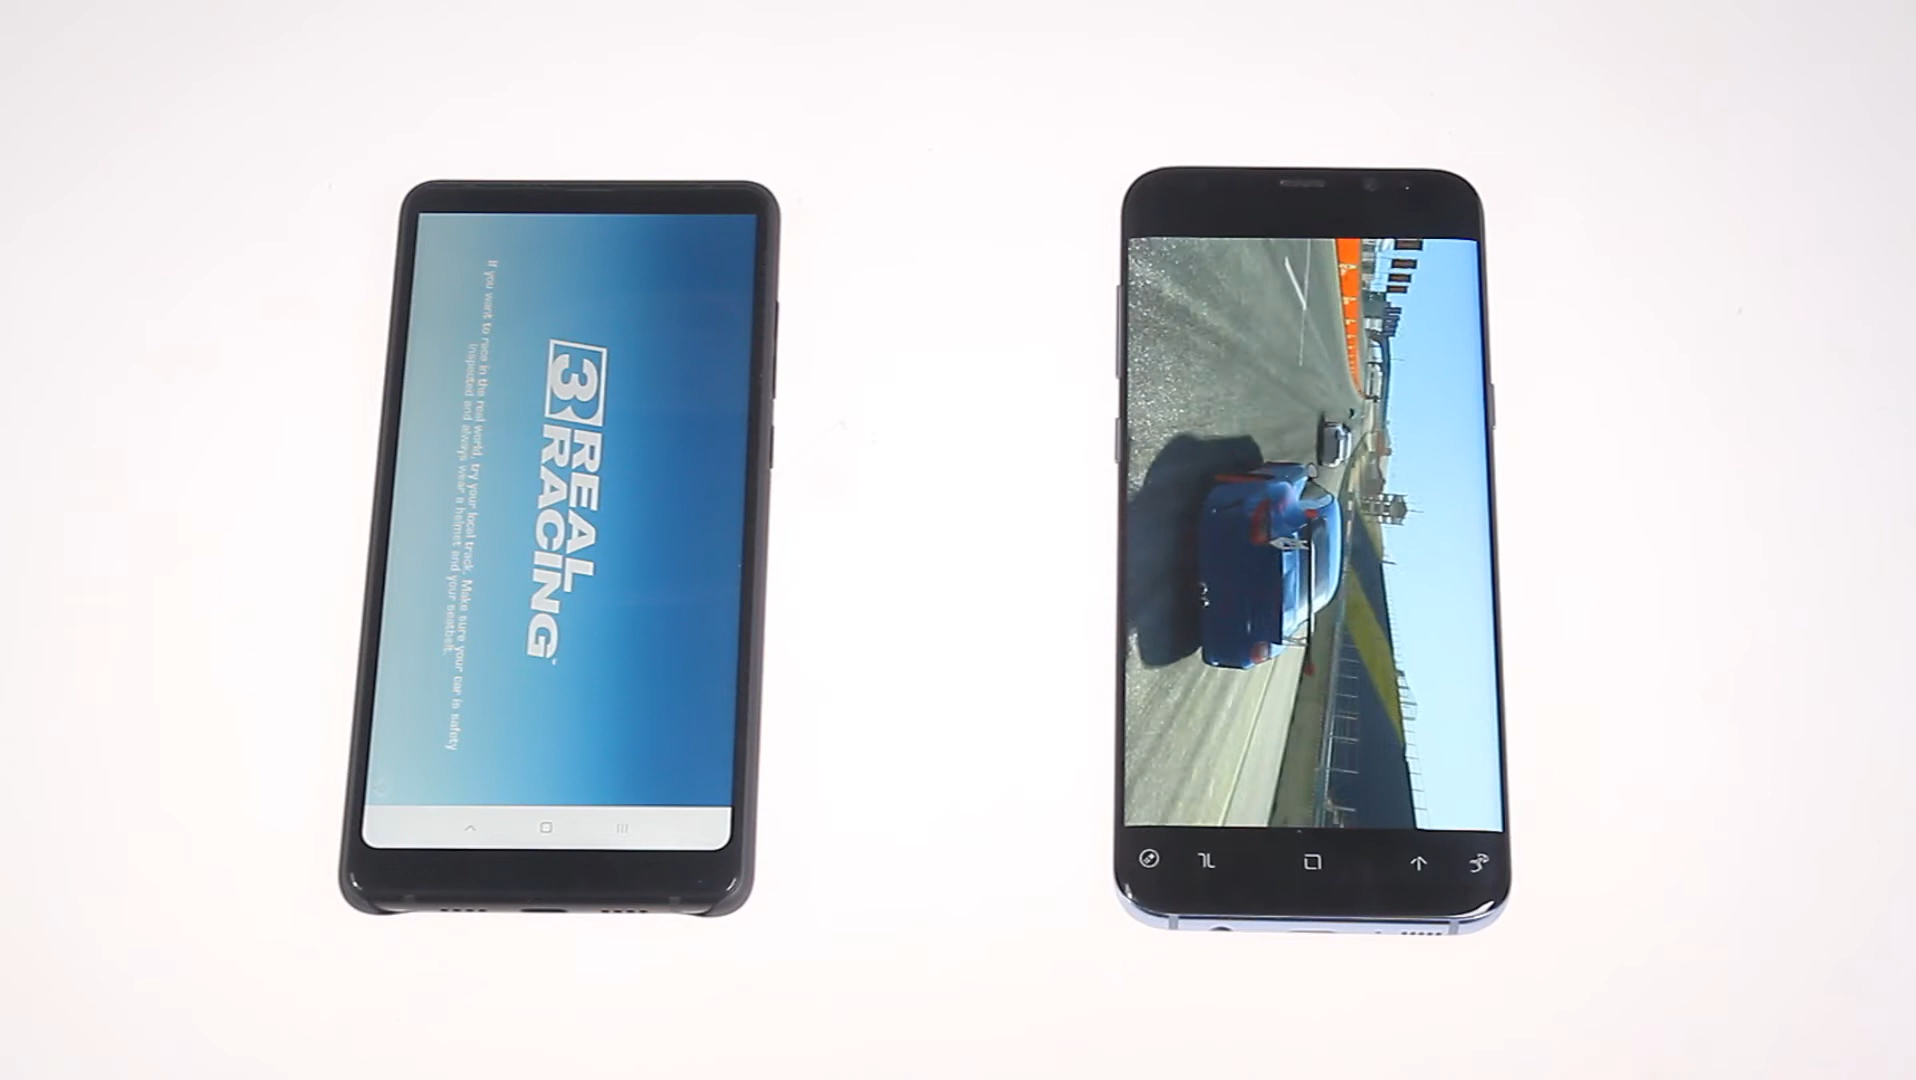 3 REAL
RACING™
If you want to race in the real world, try your local track. Make sure your car is safety
inspected and always wear a helmet and your seatbelt.